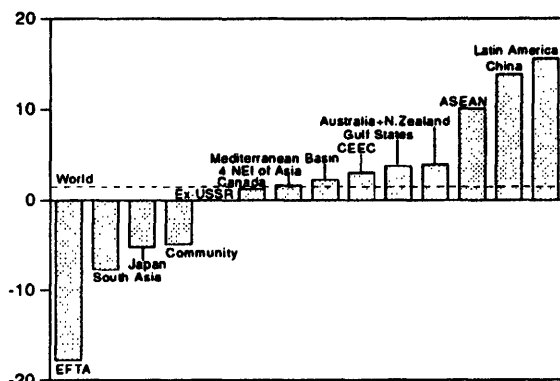 20
Latin America
China
ASEAN
10
Australia+N.Zealand
Gulf States
CEEC
Mediterranean Basin
4 NEI of Asia
Canada
World
Ex-USSR
0
Community
Japan
South Asia
-10
EFTA
-20